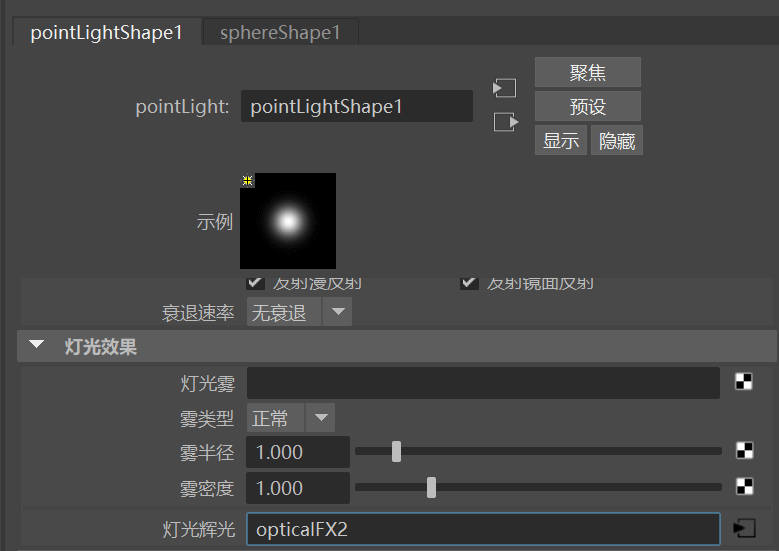 pointLightShape1 sphereShape1
聚焦
pointLight: pointLightShape1
预设
显示 隐藏
示例
发射漫反射 发射镜面反射
衰退速率 无衰退
灯光效果
灯光雾
雾类型 正常
雾半径 1.000
雾密度 1.000
灯光辉光 opticalFX2